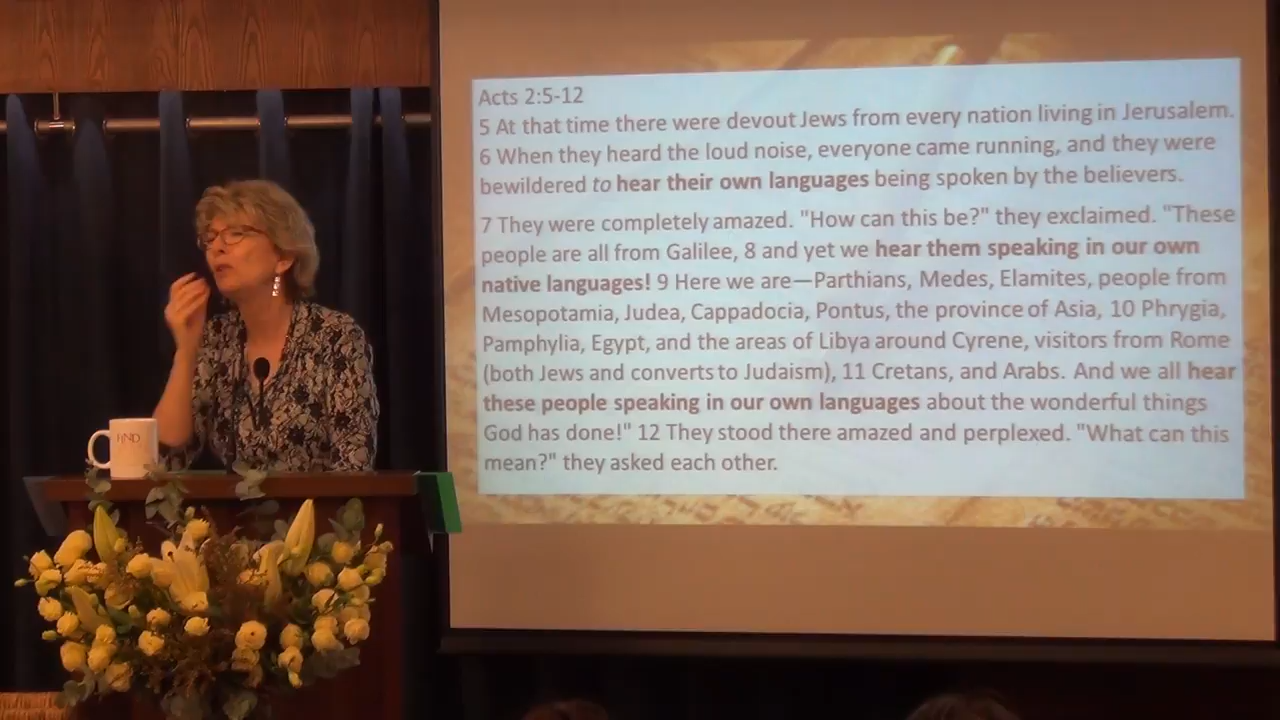 Acts 2:5-12
5 At that time there were devout Jews from every nation living in Jerusalem.
6 When they heard the loud noise, everyone came running, and they were
bewildered to hear their own languages being spoken by the believers.
7 They were completely amazed. "How can this be?" they exclaimed. "These
people are all from Galilee, 8 and yet we hear them speaking in our own
native languages! 9 Here we are—Parthians, Medes, Elamites, people from
Mesopotamia, Judea, Cappadocia, Pontus, the province of Asia, 10 Phrygia,
Pamphylia, Egypt, and the areas of Libya around Cyrene, visitors from Rome
(both Jews and converts to Judaism), 11 Cretans, and Arabs. And we all hear
these people speaking in our own languages about the wonderful things
God has done!" 12 They stood there amazed and perplexed. "What can this
mean?" they asked each other.